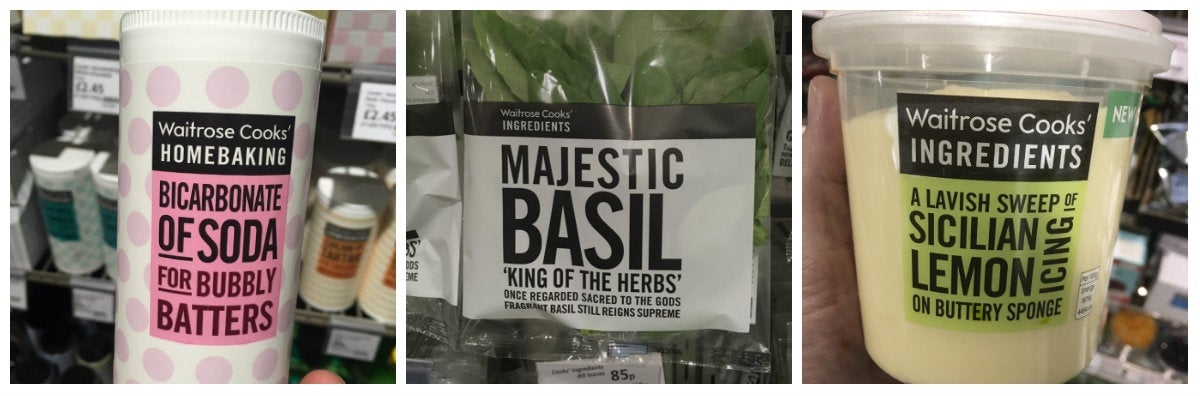 £2.45
£2.45
Waitrose Cooks'
HOMEBAKING
BICARBONATE
OF SODA
FOR BUBBLY
BATTERS
Waitrose Cooks'
INGREDIENTS
MAJESTIC
BASIL
'KING OF THE HERBS'
ONCE REGARDED SACRED TO THE GODS
FRAGRANT BASIL STILL REIGNS SUPREME
Cooks' Ingredients
dill leaves
85p
Waitrose Cooks'
INGREDIENTS
NEW
A LAVISH SWEEP OF
SICILIAN
LEMON ICING
ON BUTTERY SPONGE